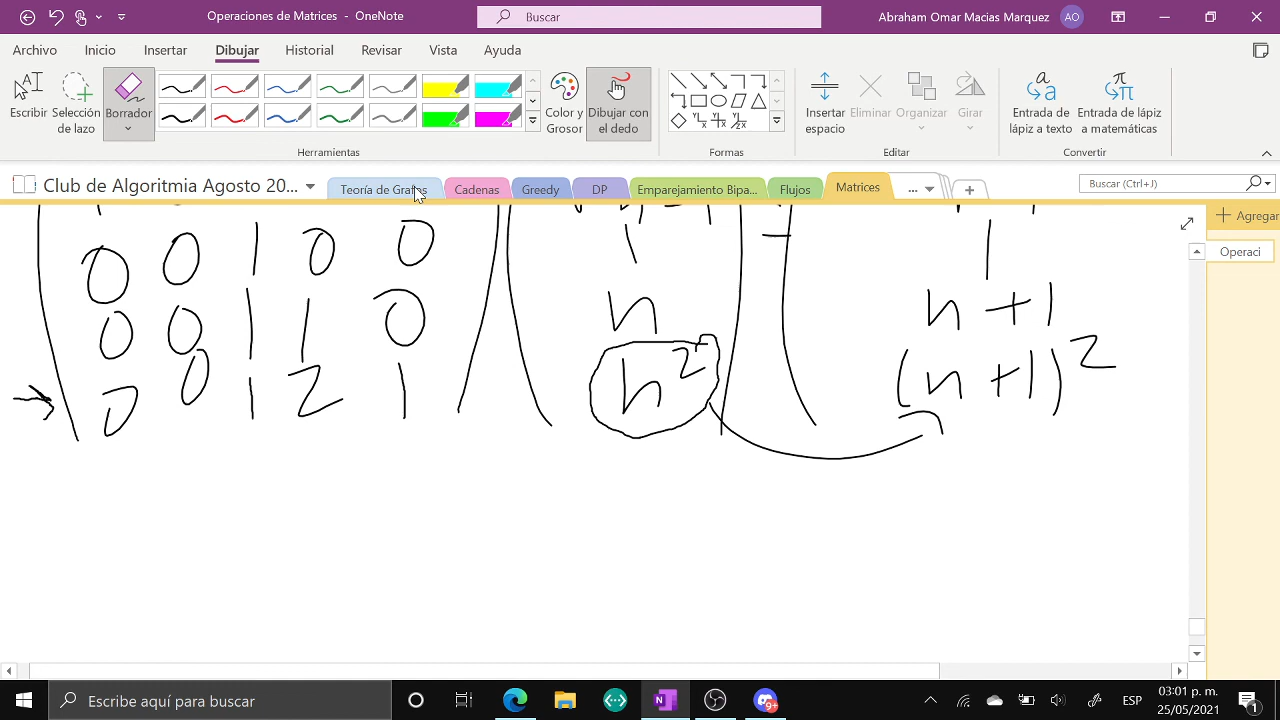 Operaciones de Matrices - OneNote
Buscar
Abraham Omar Macias Marquez AO
Archivo Inicio Insertar Dibujar Historial Revisar Vista Ayuda
Escribir
Selección de lazo
Borrador
Color y Grosor
Dibujar con el dedo
Insertar espacio
Eliminar
Organizar
Girar
Entrada de lápiz a texto
Entrada de lápiz a matemáticas
Herramientas
Formas
Editar
Convertir
Club de Algoritmia Agosto 20...
Teoría de Grafos
Cadenas
Greedy
DP
Emparejamiento Bipa...
Flujos
Matrices
...
Buscar (Ctrl+J)
Agregar
Operaci
0 0 1 0 0 1 = 1
0 0 1 1 0 n n+1
0 0 1 2 1 n² (n+1)²
Escribe aquí para buscar
9+
ESP
03:01 p. m.
25/05/2021
1